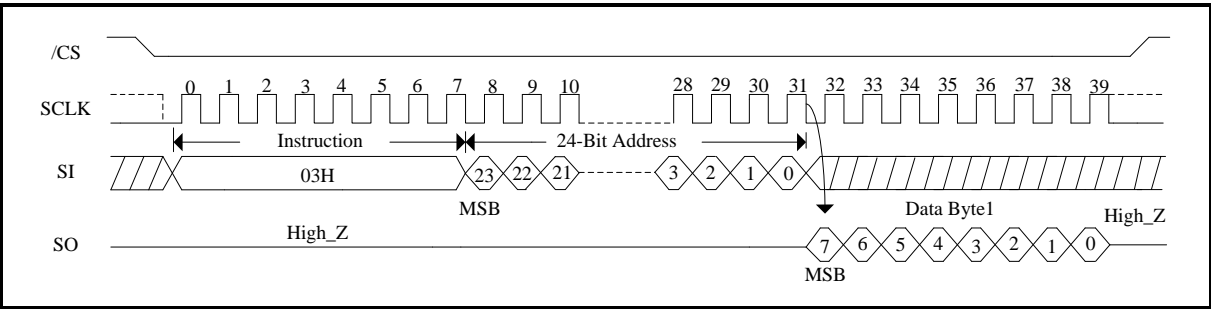 /CS
0 1 2 3 4 5 6 7 8 9 10 28 29 30 31 32 33 34 35 36 37 38 39
SCLK
Instruction 24-Bit Address
SI 03H 23 22 21 3 2 1 0
MSB Data Byte1 High_Z
High_Z
SO 7 6 5 4 3 2 1 0
MSB